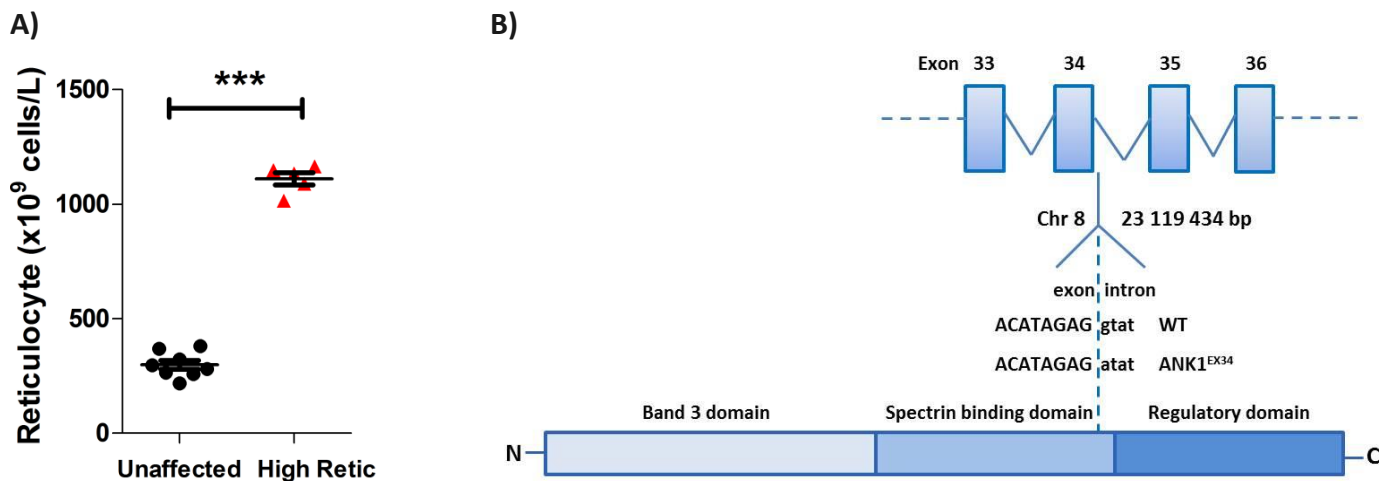 A)
***
Reticulocyte (x10⁹ cells/L)
1500
1000
500
0
Unaffected High Retic
B)
Exon 33 34 35 36
Chr 8 23 119 434 bp
exon intron
ACATAGAG gtat WT
ACATAGAG atat ANK1ᴱˣ³⁴
Band 3 domain Spectrin binding domain Regulatory domain
N C